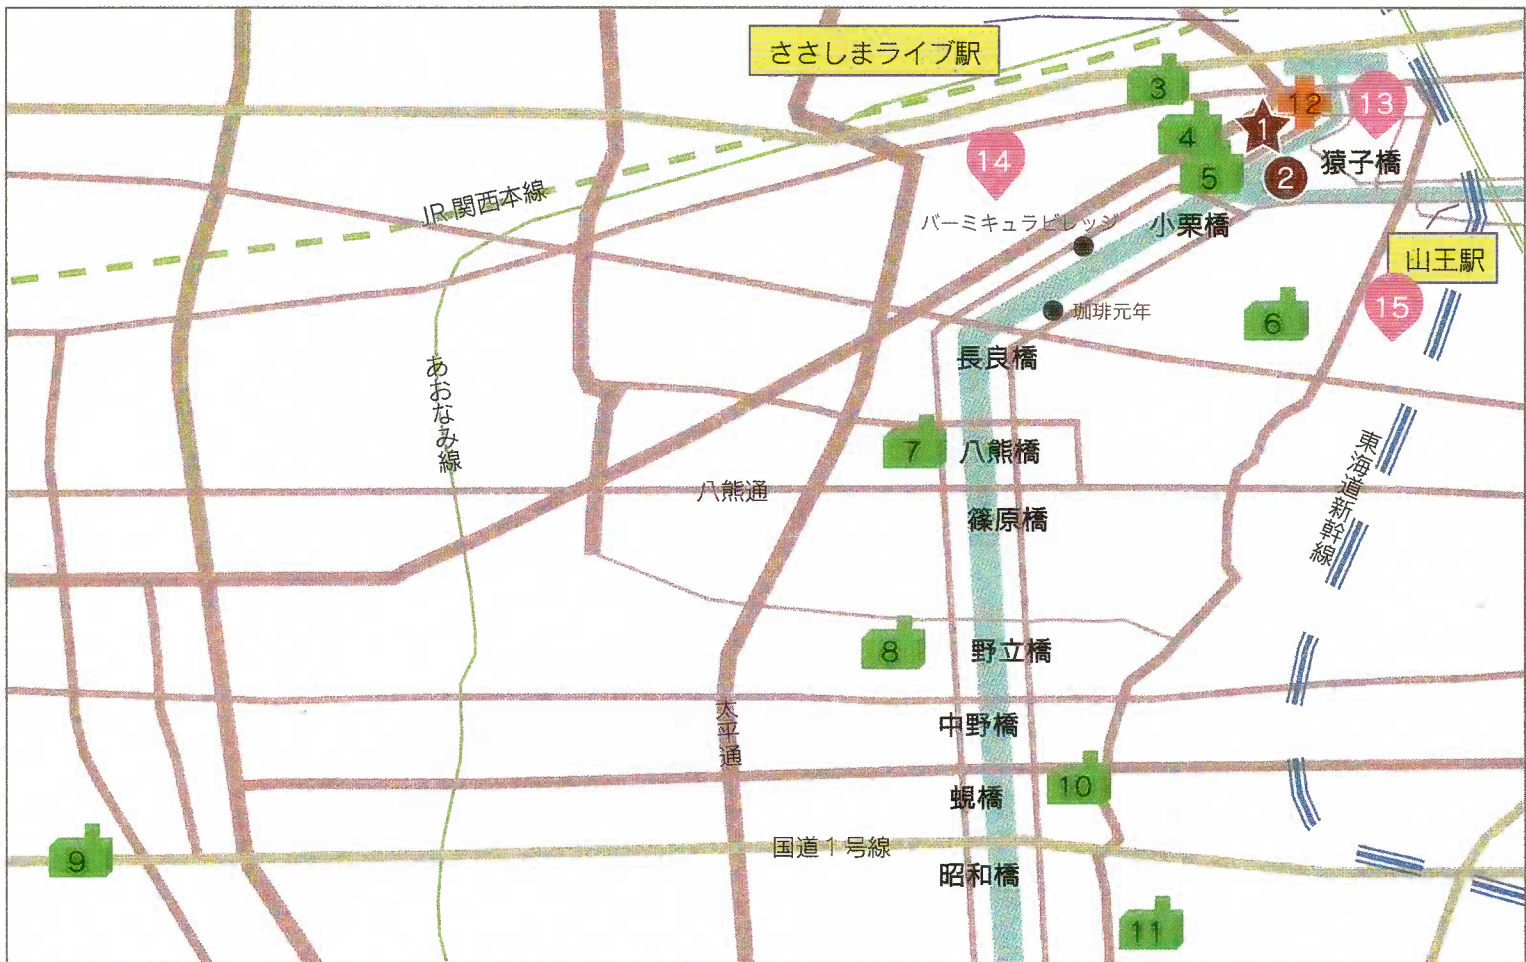 ささしまライブ駅
3
12
13
1
4
14
猿子橋
5
2
JR 関西本線
バーミキュラビレッジ
小栗橋
山王駅
15
珈琲元年
6
長良橋
あおなみ線
7
八熊橋
東海道新幹線
八熊通
篠原橋
8
野立橋
太平通
中野橋
10
蜆橋
国道1号線
9
昭和橋
11